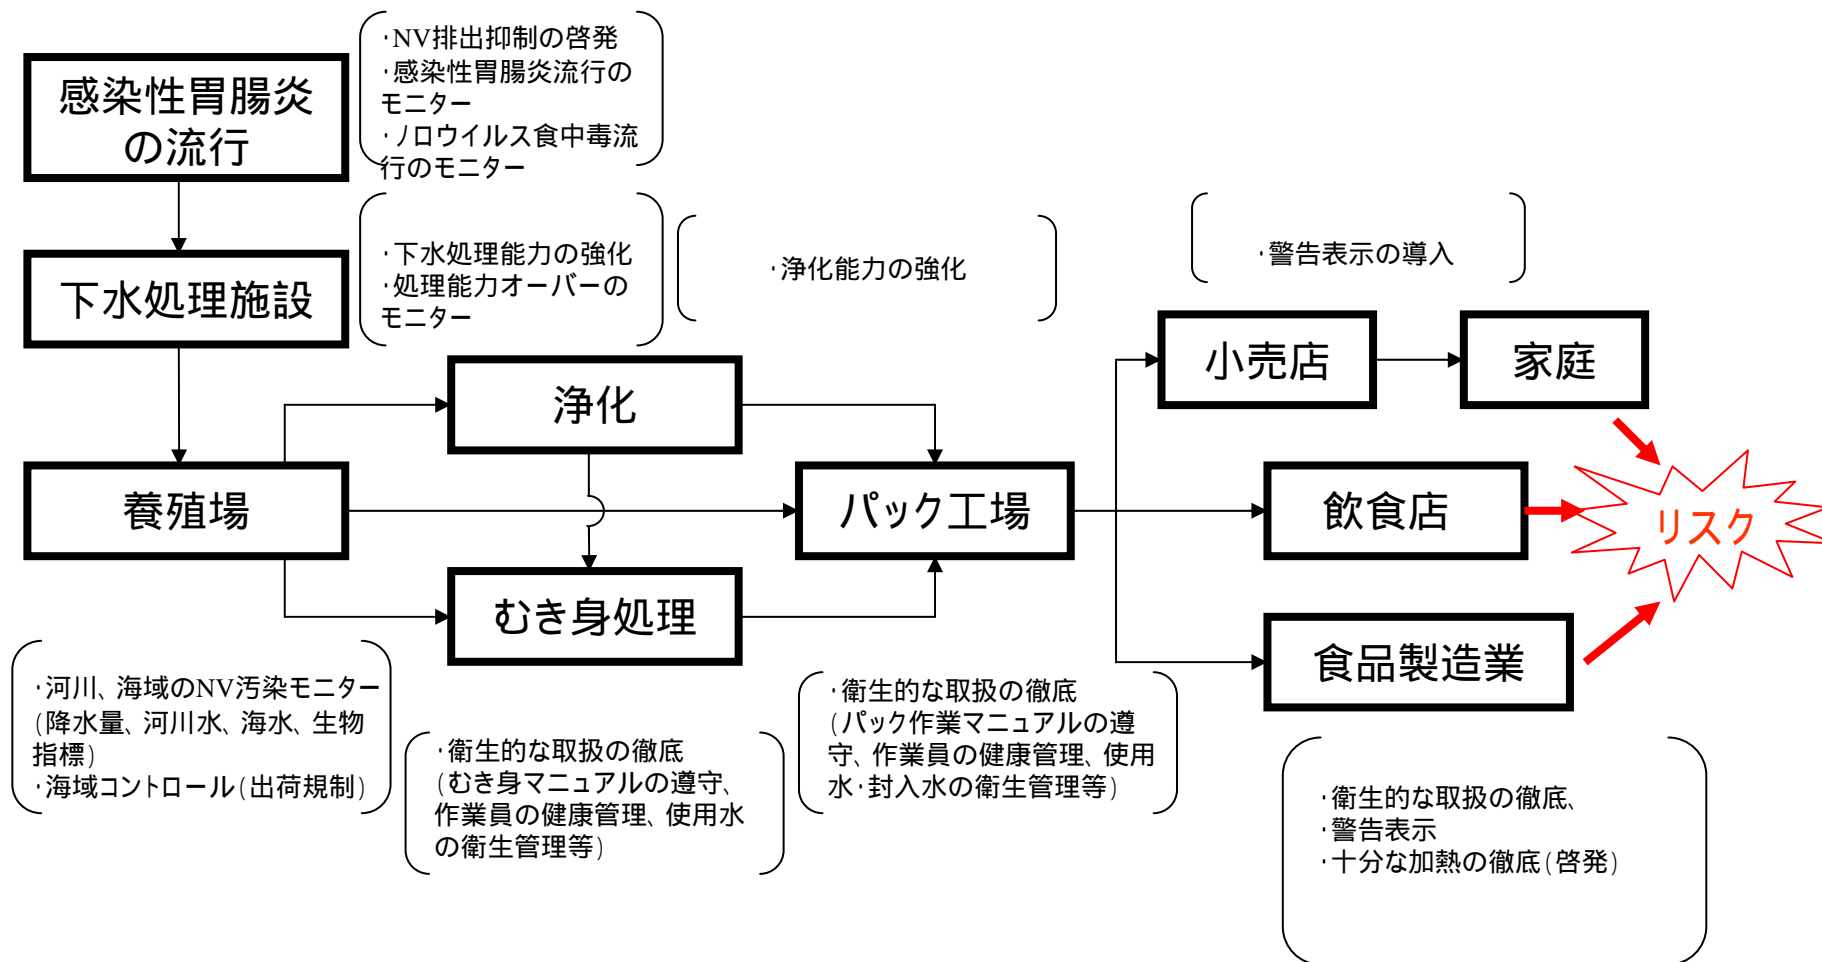 ・NV排出抑制の啓発
・感染性胃腸炎流行の
モニター
・ノロウイルス食中毒流
行のモニター
感染性胃腸炎
の流行
・下水処理能力の強化
・処理能力オーバーの
モニター
・浄化能力の強化
・警告表示の導入
下水処理施設
小売店
家庭
浄化
養殖場
パック工場
飲食店
リスク
むき身処理
食品製造業
・河川、海域のNV汚染モニター
(降水量、河川水、海水、生物
指標)
・海域コントロール(出荷規制)
・衛生的な取扱の徹底
(むき身マニュアルの遵守、
作業員の健康管理、使用水
の衛生管理等)
・衛生的な取扱の徹底
(パック作業マニュアルの遵
守、作業員の健康管理、使用
水・封入水の衛生管理等)
・衛生的な取扱の徹底、
・警告表示
・十分な加熱の徹底(啓発)